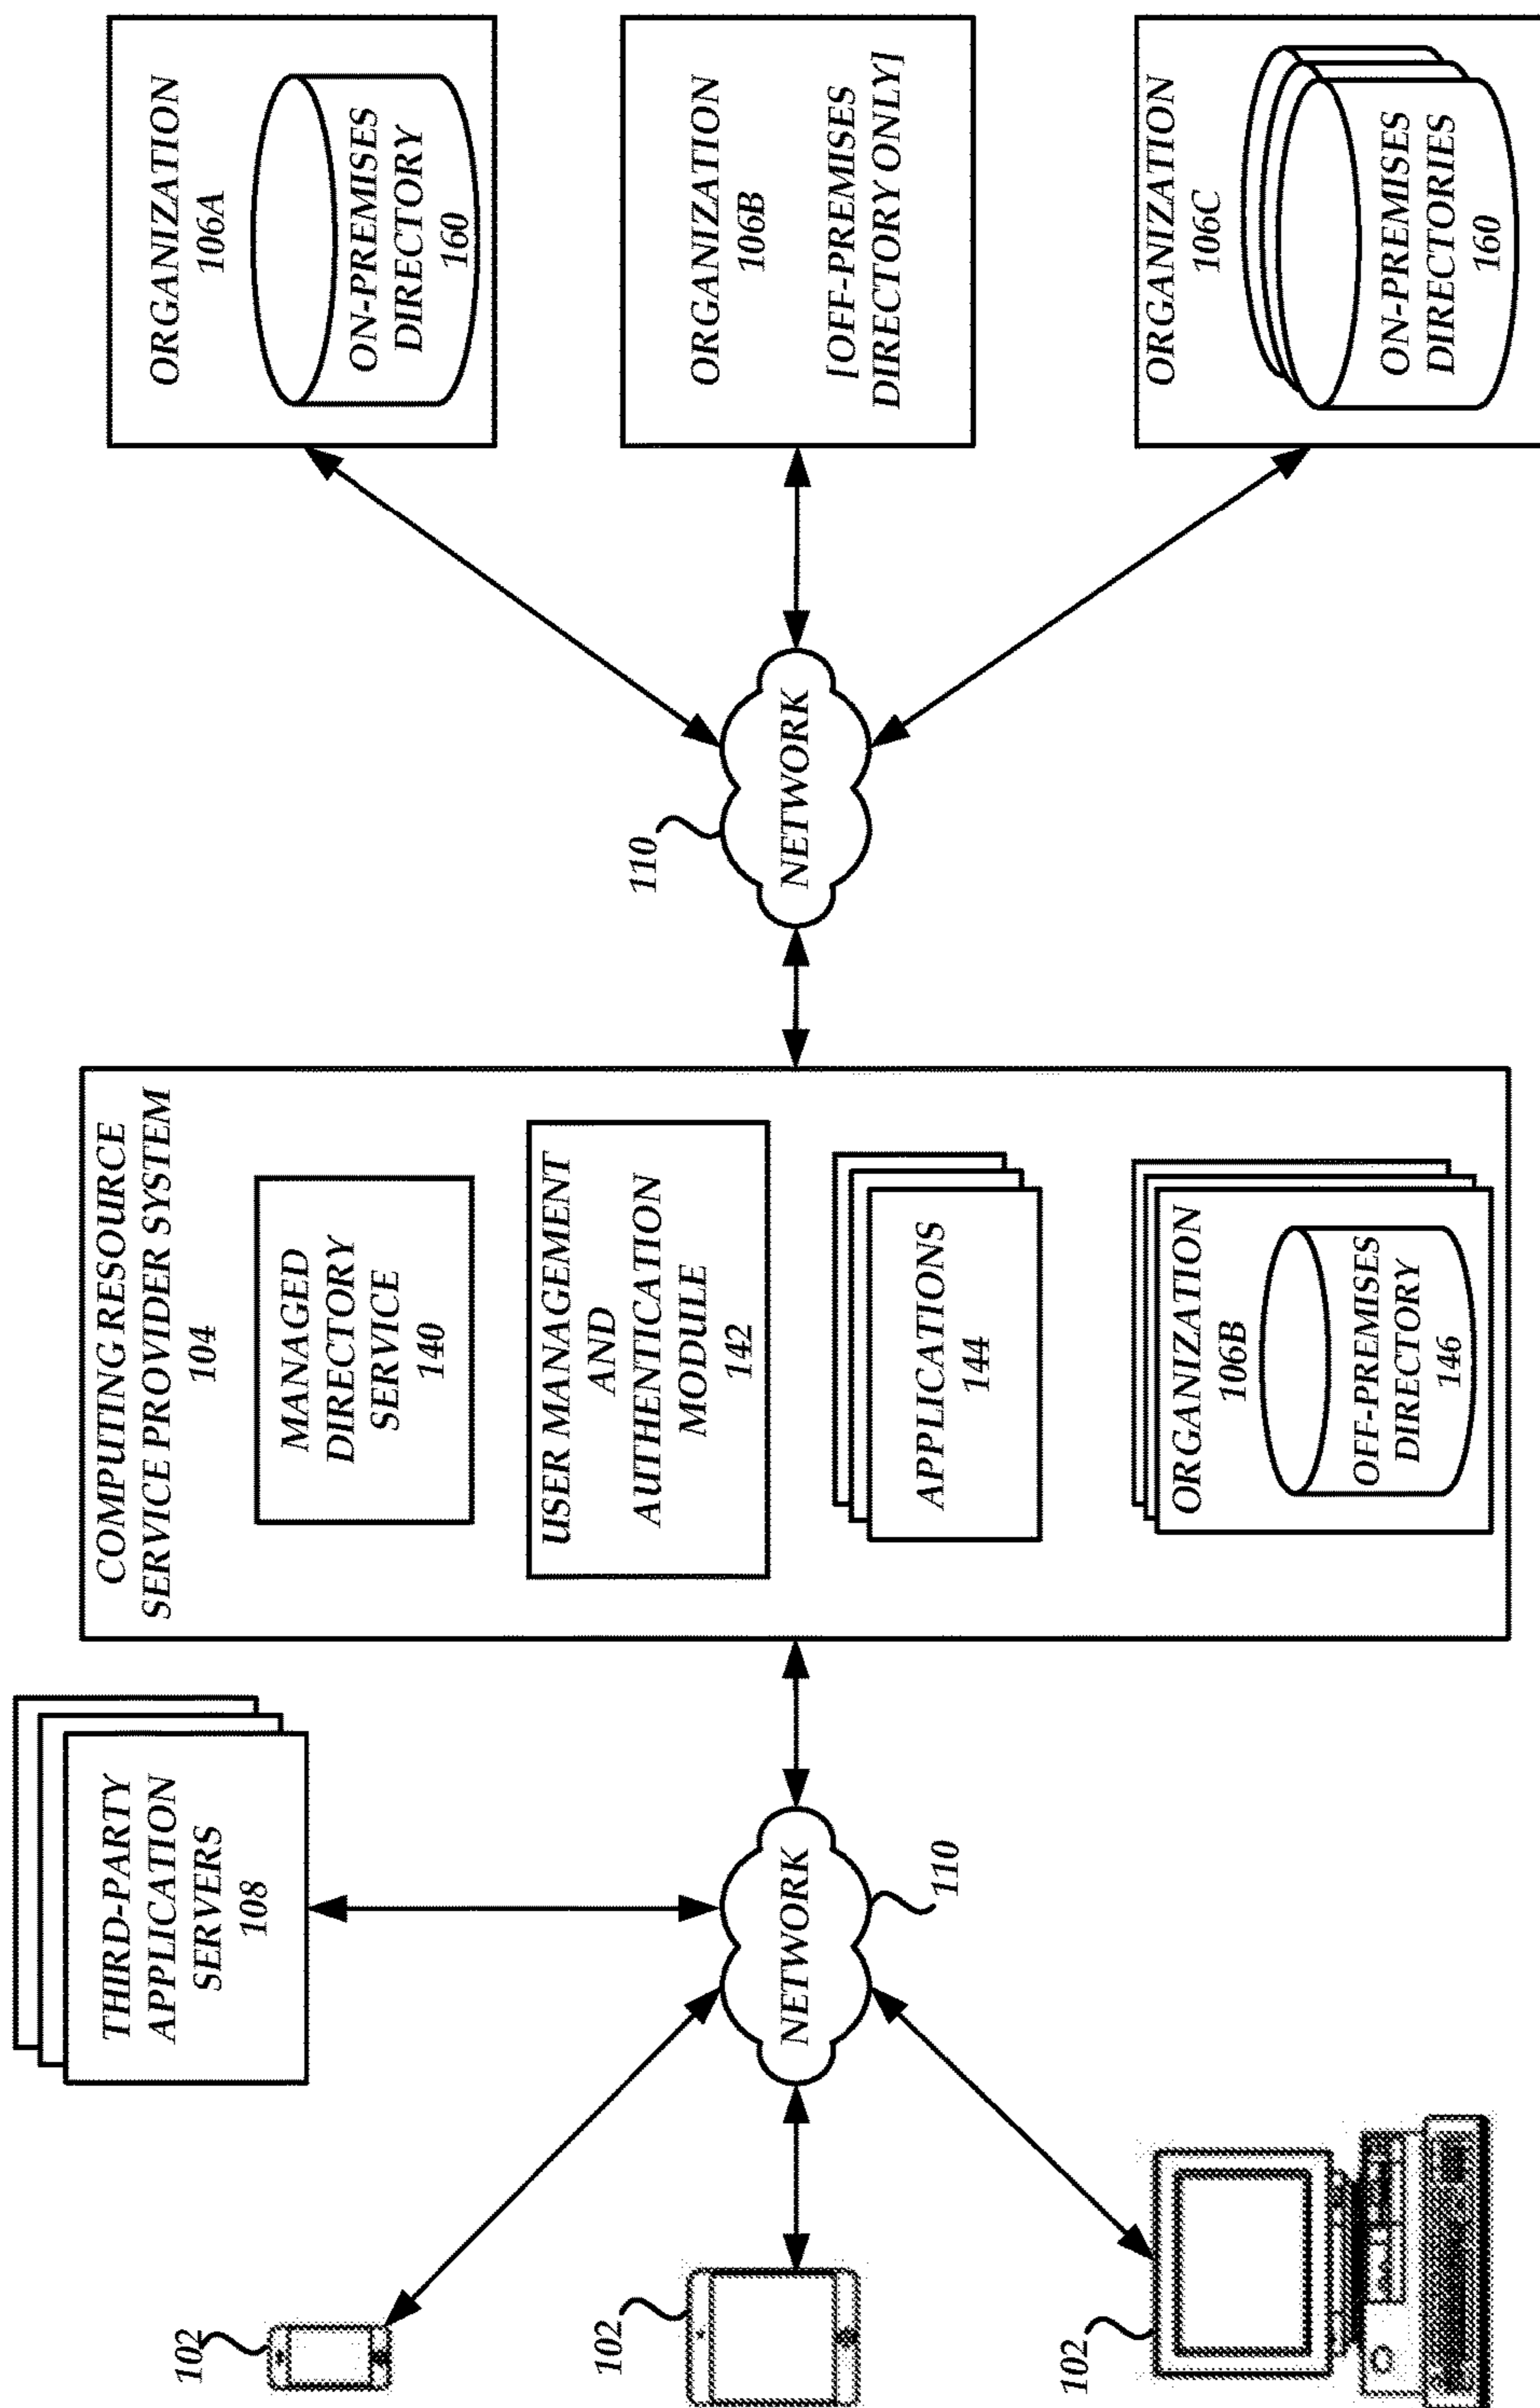 102
102
102
THIRD-PARTY
APPLICATION
SERVERS
108
NETWORK
110
COMPUTING RESOURCE
SERVICE PROVIDER SYSTEM
104
MANAGED
DIRECTORY
SERVICE
140
USER MANAGEMENT
AND
AUTHENTICATION
MODULE
142
APPLICATIONS
144
ORGANIZATION
106B
OFF-PREMISES
DIRECTORY
146
110
NETWORK
ORGANIZATION
106A
ON-PREMISES
DIRECTORY
160
ORGANIZATION
106B
[OFF-PREMISES
DIRECTORY ONLY]
ORGANIZATION
106C
ON-PREMISES
DIRECTORIES
160